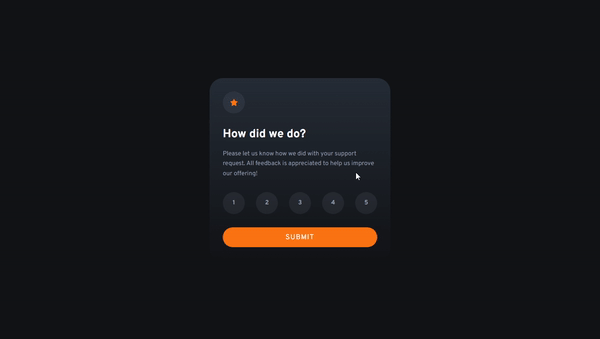 How did we do?
Please let us know how we did with your support
request. All feedback is appreciated to help us improve
our offering!
1 2 3 4 5
SUBMIT